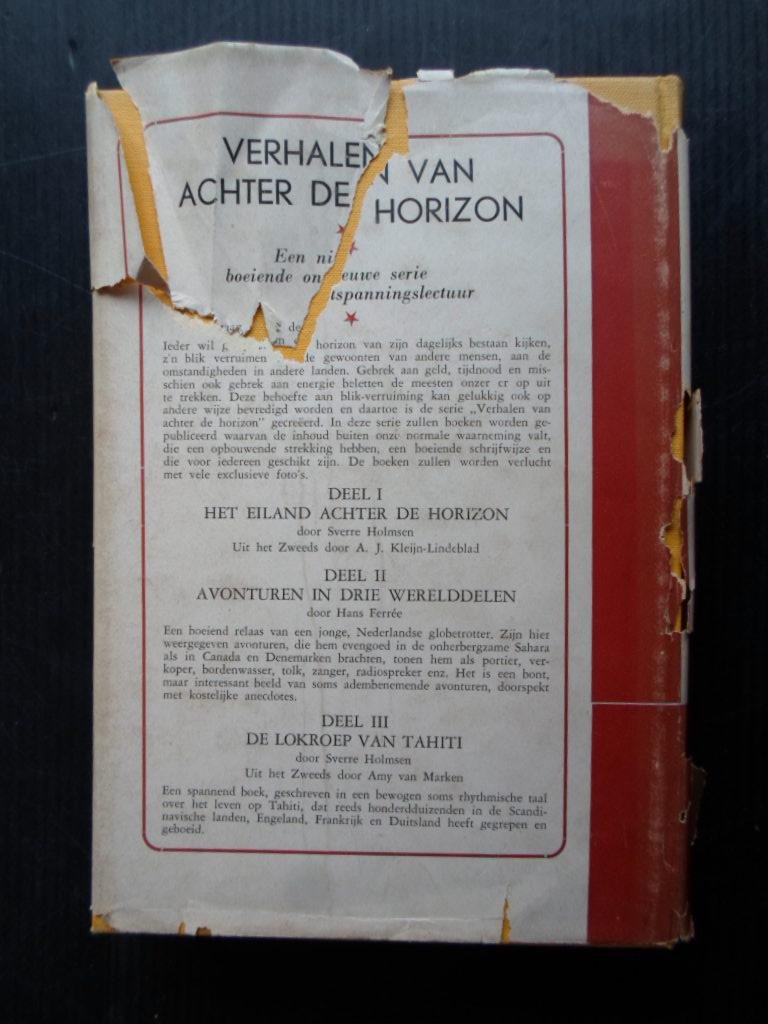 VERHALEN VAN
ACHTER DE HORIZON
Een ni
boeiende on euwe serie
tspanningslectuur
de
Ieder wil horizon van zijn dagelijks bestaan kijken,
z'n blik verruimen de gewoonten van andere mensen, aan de
omstandigheden in andere landen. Gebrek aan geld, tijdnood en mis-
schien ook gebrek aan energie beletten de meesten onzer er op uit
te trekken. Deze behoefte aan blik-verruiming kan gelukkig ook op
andere wijze bevredigd worden en daartoe is de serie „Verhalen van
achter de horizon" gecreëerd. In deze serie zullen boeken worden ge-
publiceerd waarvan de inhoud buiten onze normale waarneming valt,
die een opbouwende strekking hebben, een boeiende schrijfwijze en
die voor iedereen geschikt zijn. De boeken zullen worden verlucht
met vele exclusieve foto's.
DEEL I
HET EILAND ACHTER DE HORIZON
door Sverre Holmsen
Uit het Zweeds door A. J. Kleijn-Lindeblad
DEEL II
AVONTUREN IN DRIE WERELDDELEN
door Hans Ferrée
Een boeiend relaas van een jonge, Nederlandse globetrotter. Zijn hier
weergegeven avonturen, die hem evengoed in de onherbergzame Sahara
als in Canada en Denemarken brachten, tonen hem als portier, ver-
koper, bordenwasser, tolk, zanger, radiospreker enz. Het is een bont,
maar interessant beeld van soms adembenemende avonturen, doorspekt
met kostelijke anecdotes.
DEEL III
DE LOKROEP VAN TAHITI
door Sverre Holmsen
Uit het Zweeds door Amy van Marken
Een spannend boek, geschreven in een bewogen soms rhythmische taal
over het leven op Tahiti, dat reeds honderdduizenden in de Scandi-
navische landen, Engeland, Frankrijk en Duitsland heeft gegrepen en
geboeid.